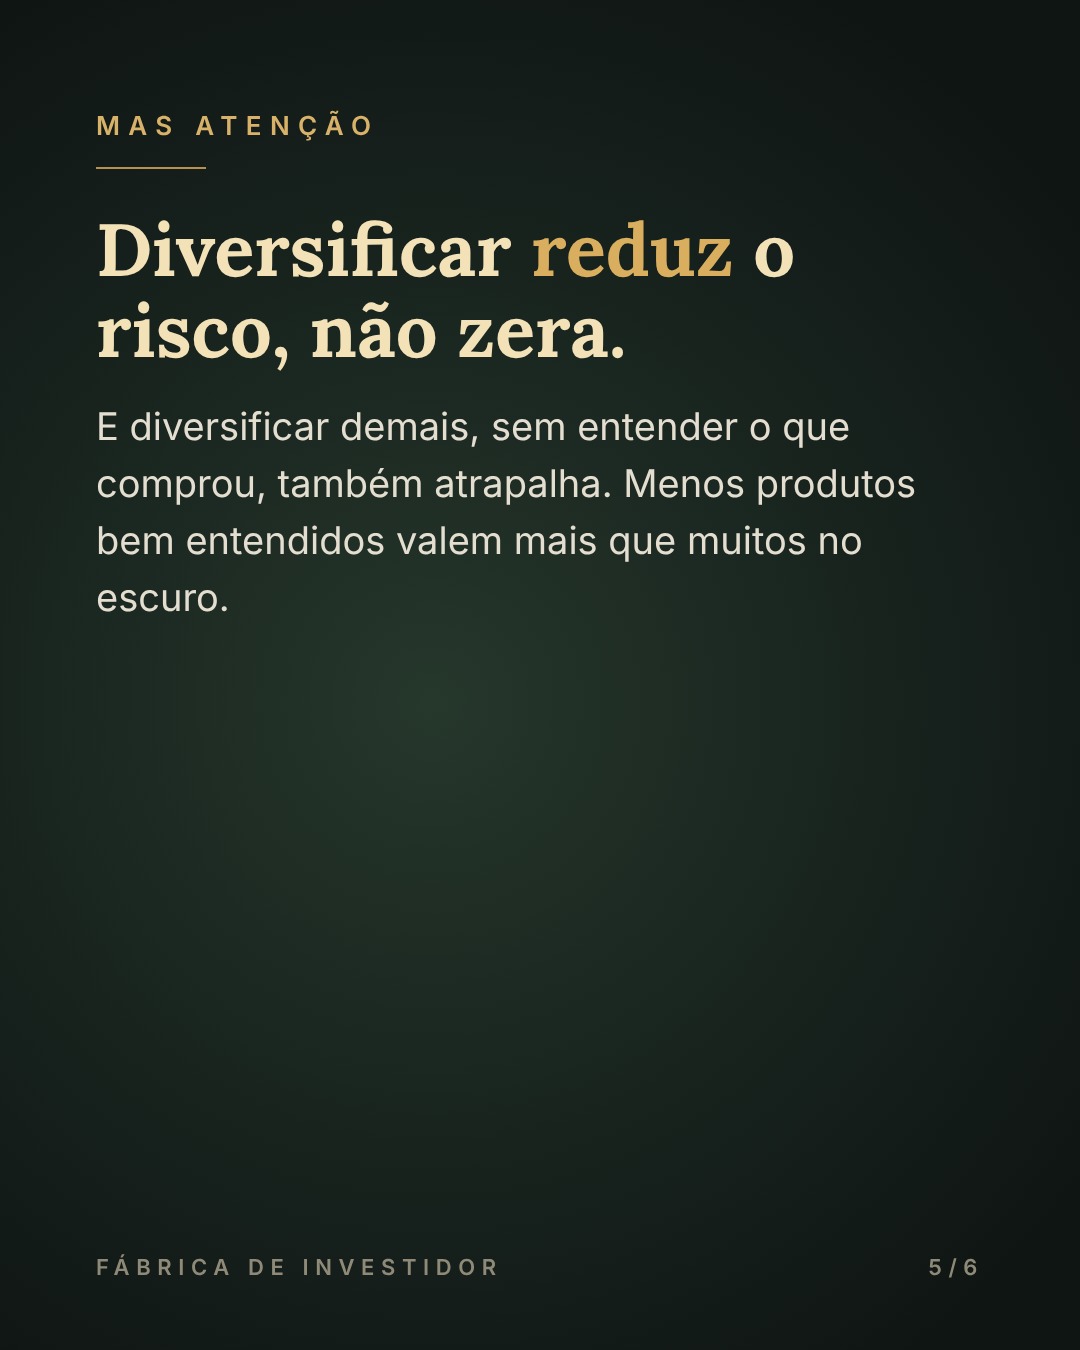 MAS ATENÇÃO
Diversificar reduz o
risco, não zera.
E diversificar demais, sem entender o que
comprou, também atrapalha. Menos produtos
bem entendidos valem mais que muitos no
escuro.
FÁBRICA DE INVESTIDOR
5/6